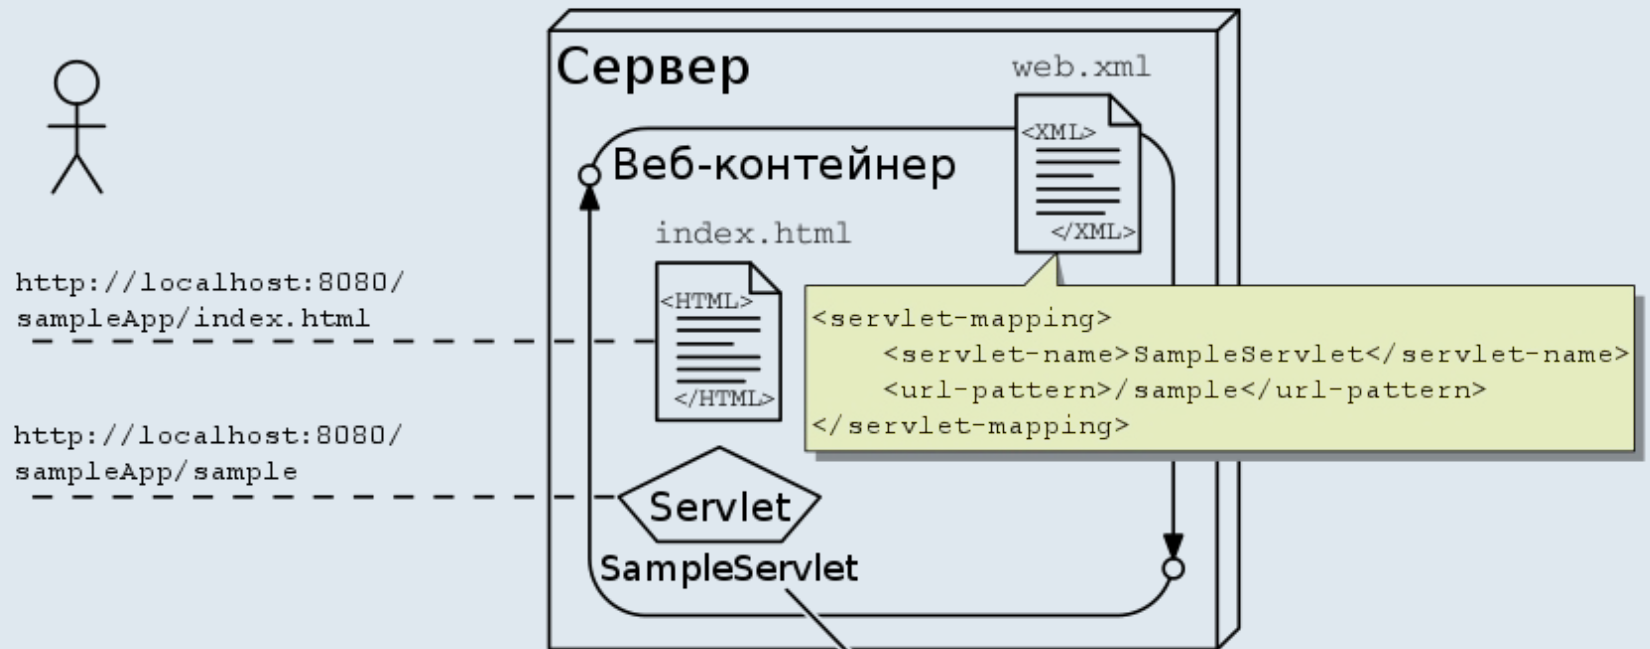 Сервер
web.xml
<XML>
</XML>
Веб-контейнер
index.html
<HTML>
</HTML>
http://localhost:8080/
sampleApp/index.html
<servlet-mapping>
    <servlet-name>SampleServlet</servlet-name>
    <url-pattern>/sample</url-pattern>
</servlet-mapping>
http://localhost:8080/
sampleApp/sample
Servlet
SampleServlet